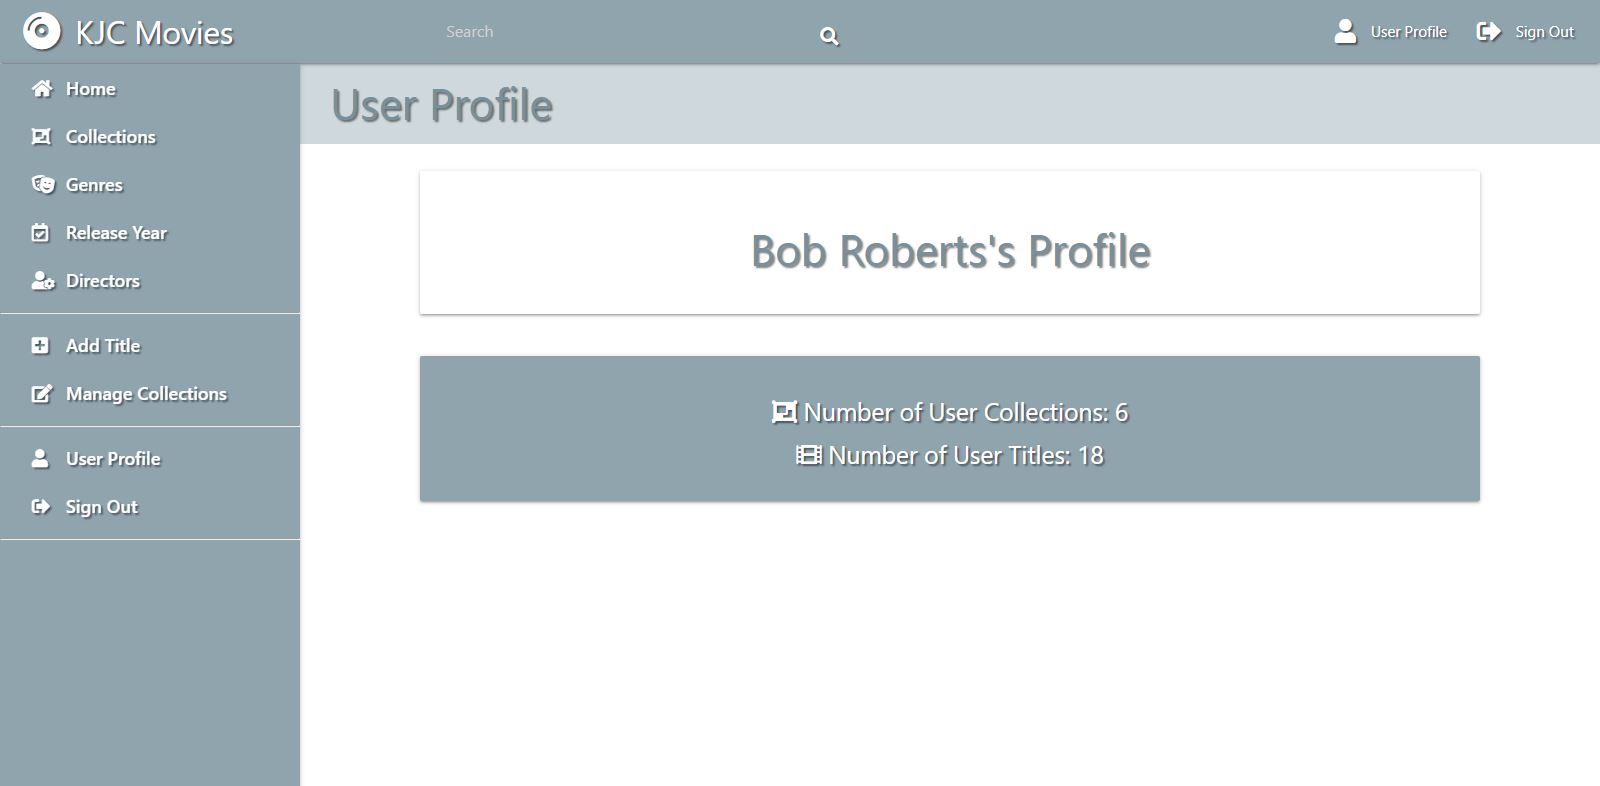 KJC Movies
Search
User Profile
Sign Out
Home
Collections
Genres
Release Year
Directors
Add Title
Manage Collections
User Profile
Sign Out
User Profile
Bob Roberts's Profile
Number of User Collections: 6
Number of User Titles: 18